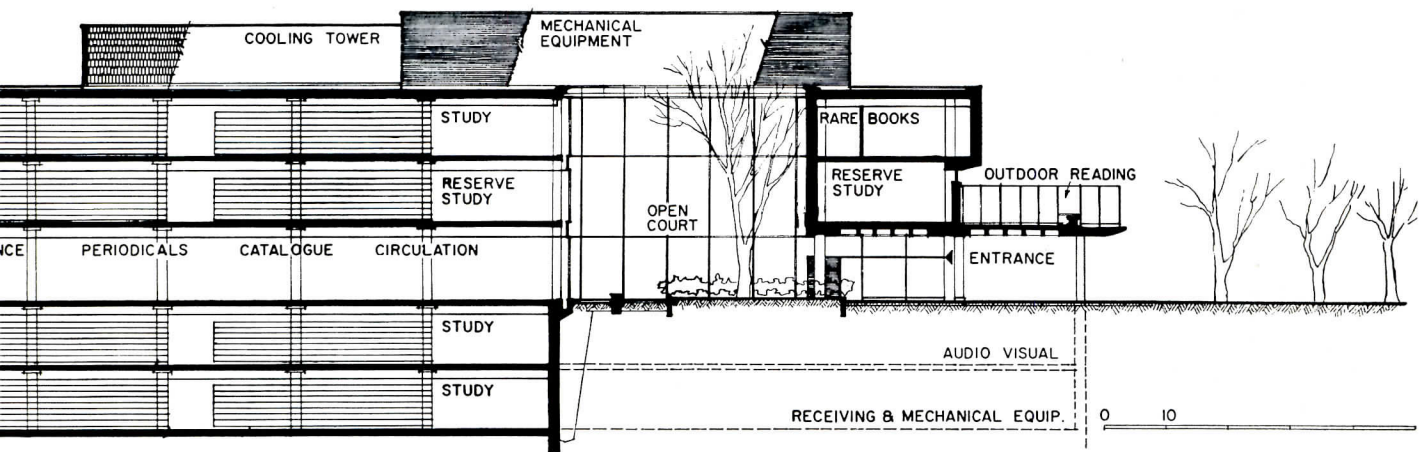 COOLING TOWER
MECHANICAL
EQUIPMENT
STUDY
RARE BOOKS
RESERVE
STUDY
RESERVE
STUDY
OUTDOOR READING
OPEN
COURT
NCE
PERIODICALS
CATALOGUE
CIRCULATION
ENTRANCE
STUDY
AUDIO VISUAL
STUDY
RECEIVING & MECHANICAL EQUIP.
0 10